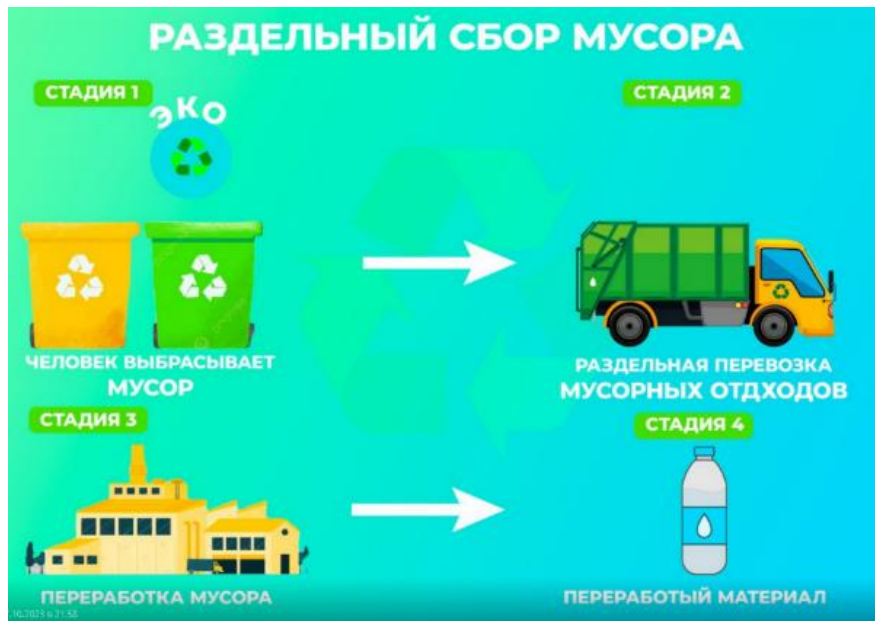 РАЗДЕЛЬНЫЙ СБОР МУСОРА
СТАДИЯ 1
ЭКО
ЧЕЛОВЕК ВЫБРАСЫВАЕТ
МУСОР
СТАДИЯ 2
РАЗДЕЛЬНАЯ ПЕРЕВОЗКА
МУСОРНЫХ ОТДХОДОВ
СТАДИЯ 3
ПЕРЕРАБОТКА МУСОРА
СТАДИЯ 4
ПЕРЕРАБОТЫЙ МАТЕРИАЛ